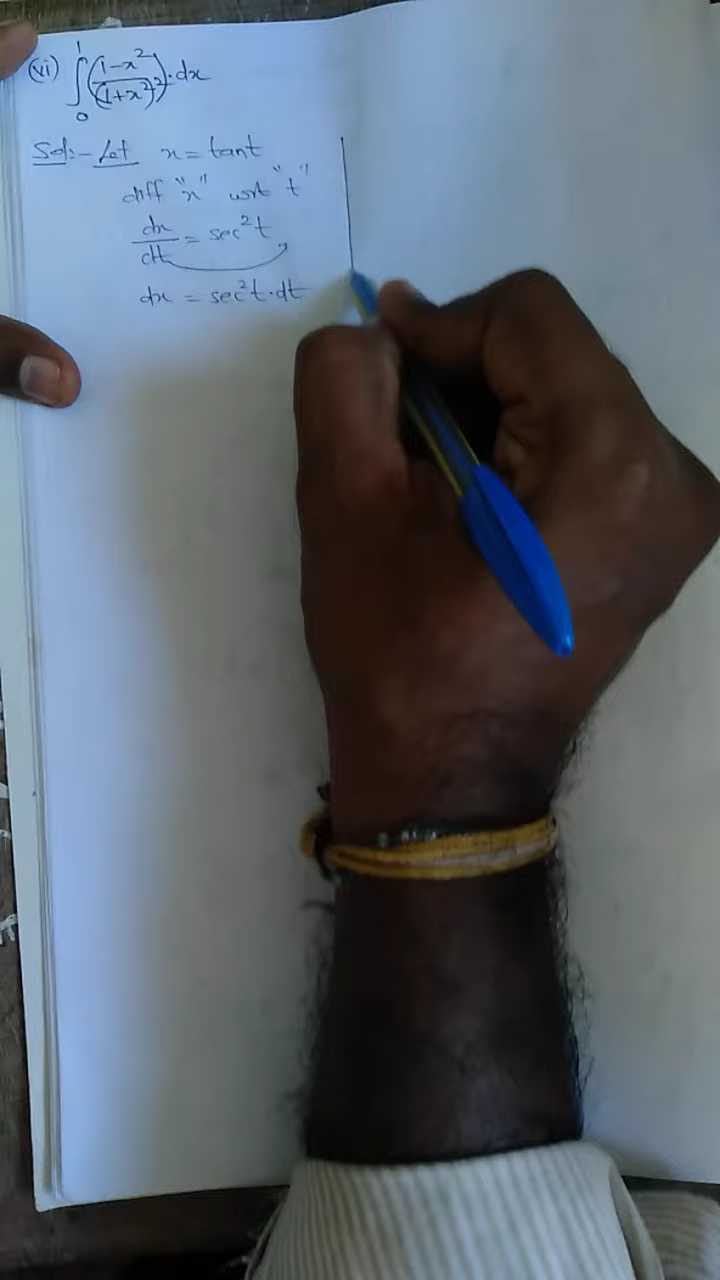 (vi) ∫₀¹ (1-x²)/(1+x²)² · dx
Sol:- Let x = tant
diff "x" wrt "t"
dx/dt = sec²t
dx = sec²t·dt